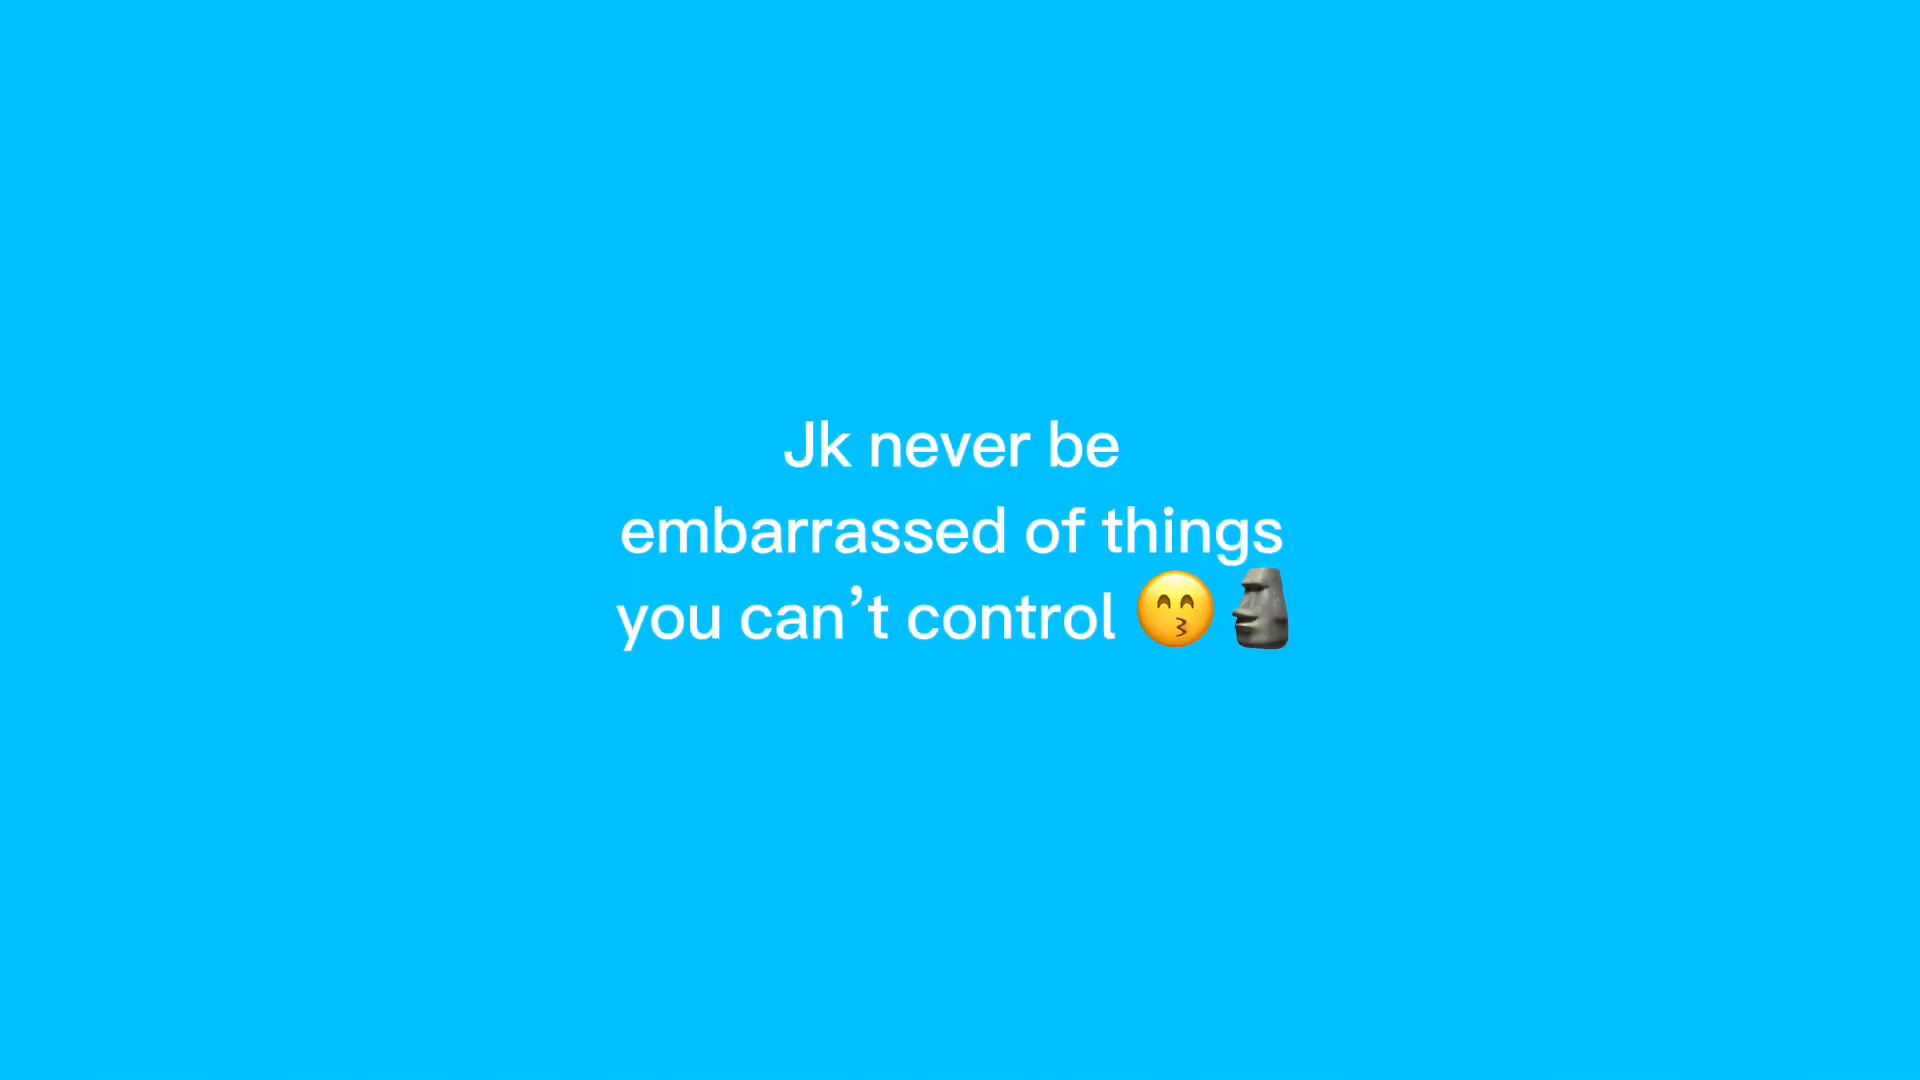 Jk never be
embarrassed of things
you can’t control 😙🗿